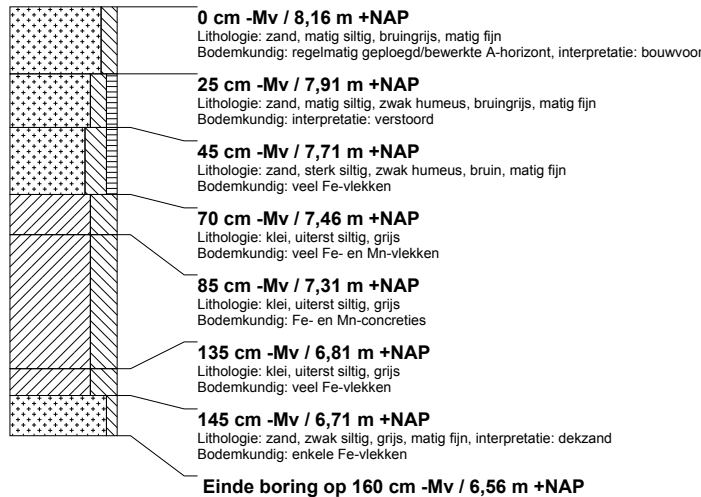 0 cm -Mv / 8,16 m +NAP
Lithologie: zand, matig siltig, bruingrijs, matig fijn
Bodemkundig: regelmatig geploegd/bewerkte A-horizont, interpretatie: bouwvoor
25 cm -Mv / 7,91 m +NAP
Lithologie: zand, matig siltig, zwak humeus, bruingrijs, matig fijn
Bodemkundig: interpretatie: verstoord
45 cm -Mv / 7,71 m +NAP
Lithologie: zand, sterk siltig, zwak humeus, bruin, matig fijn
Bodemkundig: veel Fe-vlekken
70 cm -Mv / 7,46 m +NAP
Lithologie: klei, uiterst siltig, grijs
Bodemkundig: veel Fe- en Mn-vlekken
85 cm -Mv / 7,31 m +NAP
Lithologie: klei, uiterst siltig, grijs
Bodemkundig: Fe- en Mn-concreties
135 cm -Mv / 6,81 m +NAP
Lithologie: klei, uiterst siltig, grijs
Bodemkundig: veel Fe-vlekken
145 cm -Mv / 6,71 m +NAP
Lithologie: zand, zwak siltig, grijs, matig fijn, interpretatie: dekzand
Bodemkundig: enkele Fe-vlekken
Einde boring op 160 cm -Mv / 6,56 m +NAP